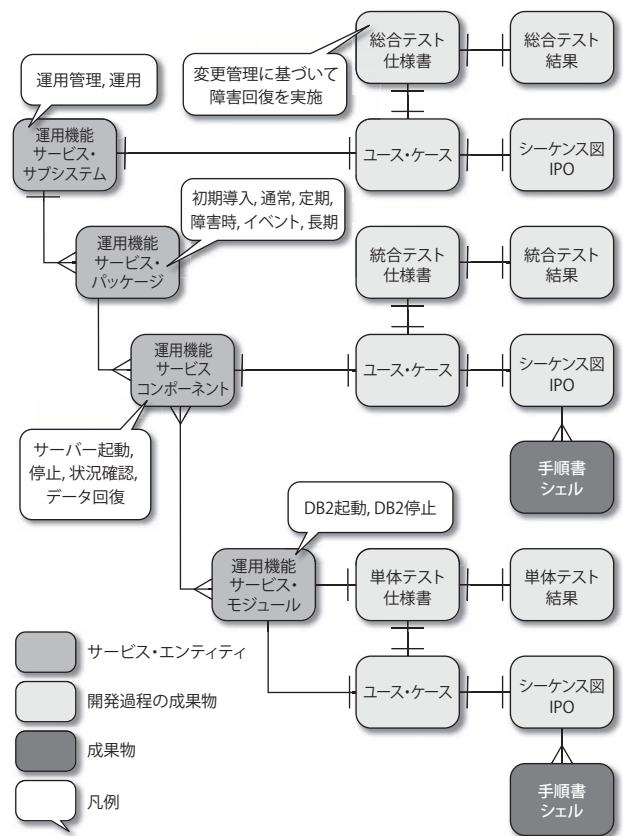 総合テスト
仕様書
総合テスト
結果
運用管理, 運用
変更管理に基づいて
障害回復を実施
運用機能
サービス・
サブシステム
ユース・ケース
シーケンス図
IPO
初期導入, 通常, 定期,
障害時, イベント, 長期
運用機能
サービス・
パッケージ
統合テスト
仕様書
統合テスト
結果
運用機能
サービス
コンポーネント
ユース・ケース
シーケンス図
IPO
サーバー起動,
停止, 状況確認,
データ回復
手順書
シェル
DB2起動, DB2停止
運用機能
サービス・
モジュール
単体テスト
仕様書
単体テスト
結果
サービス・エンティティ
開発過程の成果物
ユース・ケース
シーケンス図
IPO
成果物
凡例
手順書
シェル